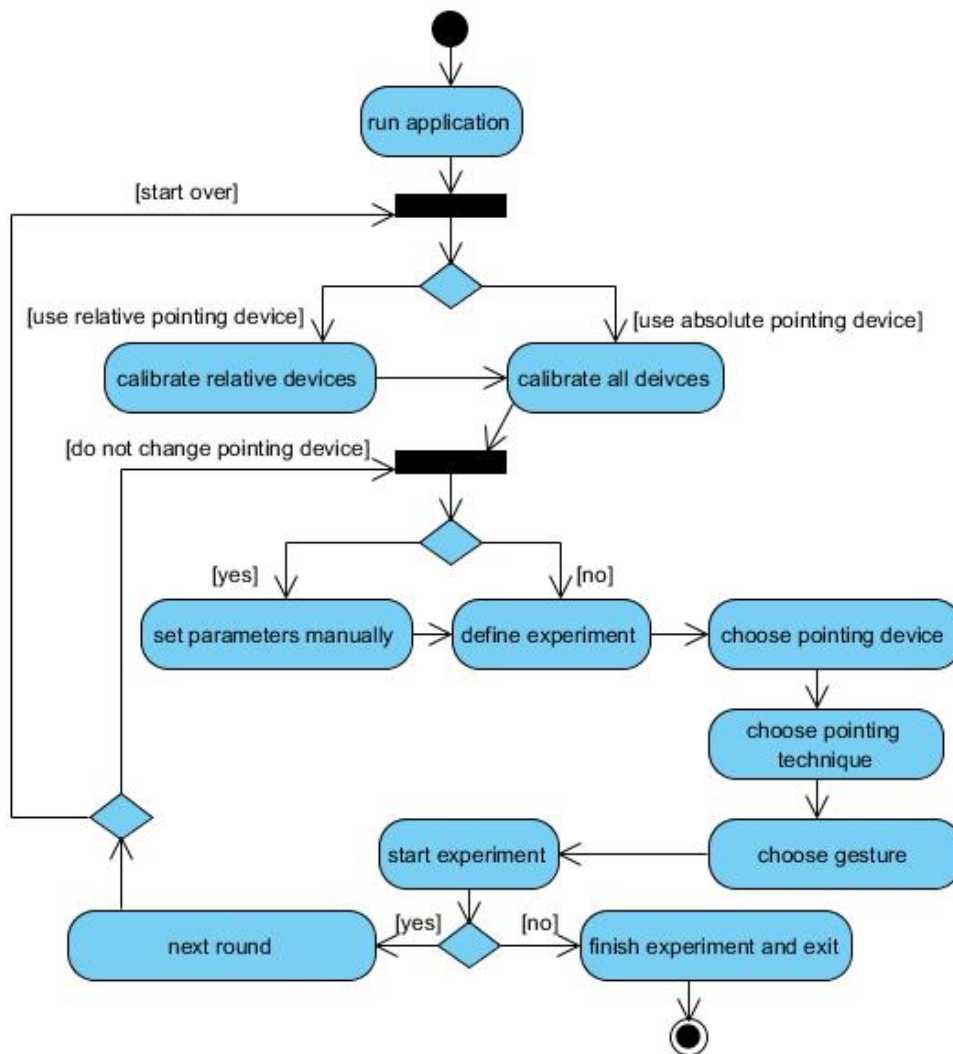 run application
[start over]
[use relative pointing device]
[use absolute pointing device]
calibrate relative devices
calibrate all deivces
[do not change pointing device]
[yes]
[no]
set parameters manually
define experiment
choose pointing device
choose pointing
technique
start experiment
choose gesture
[yes]
[no]
next round
finish experiment and exit